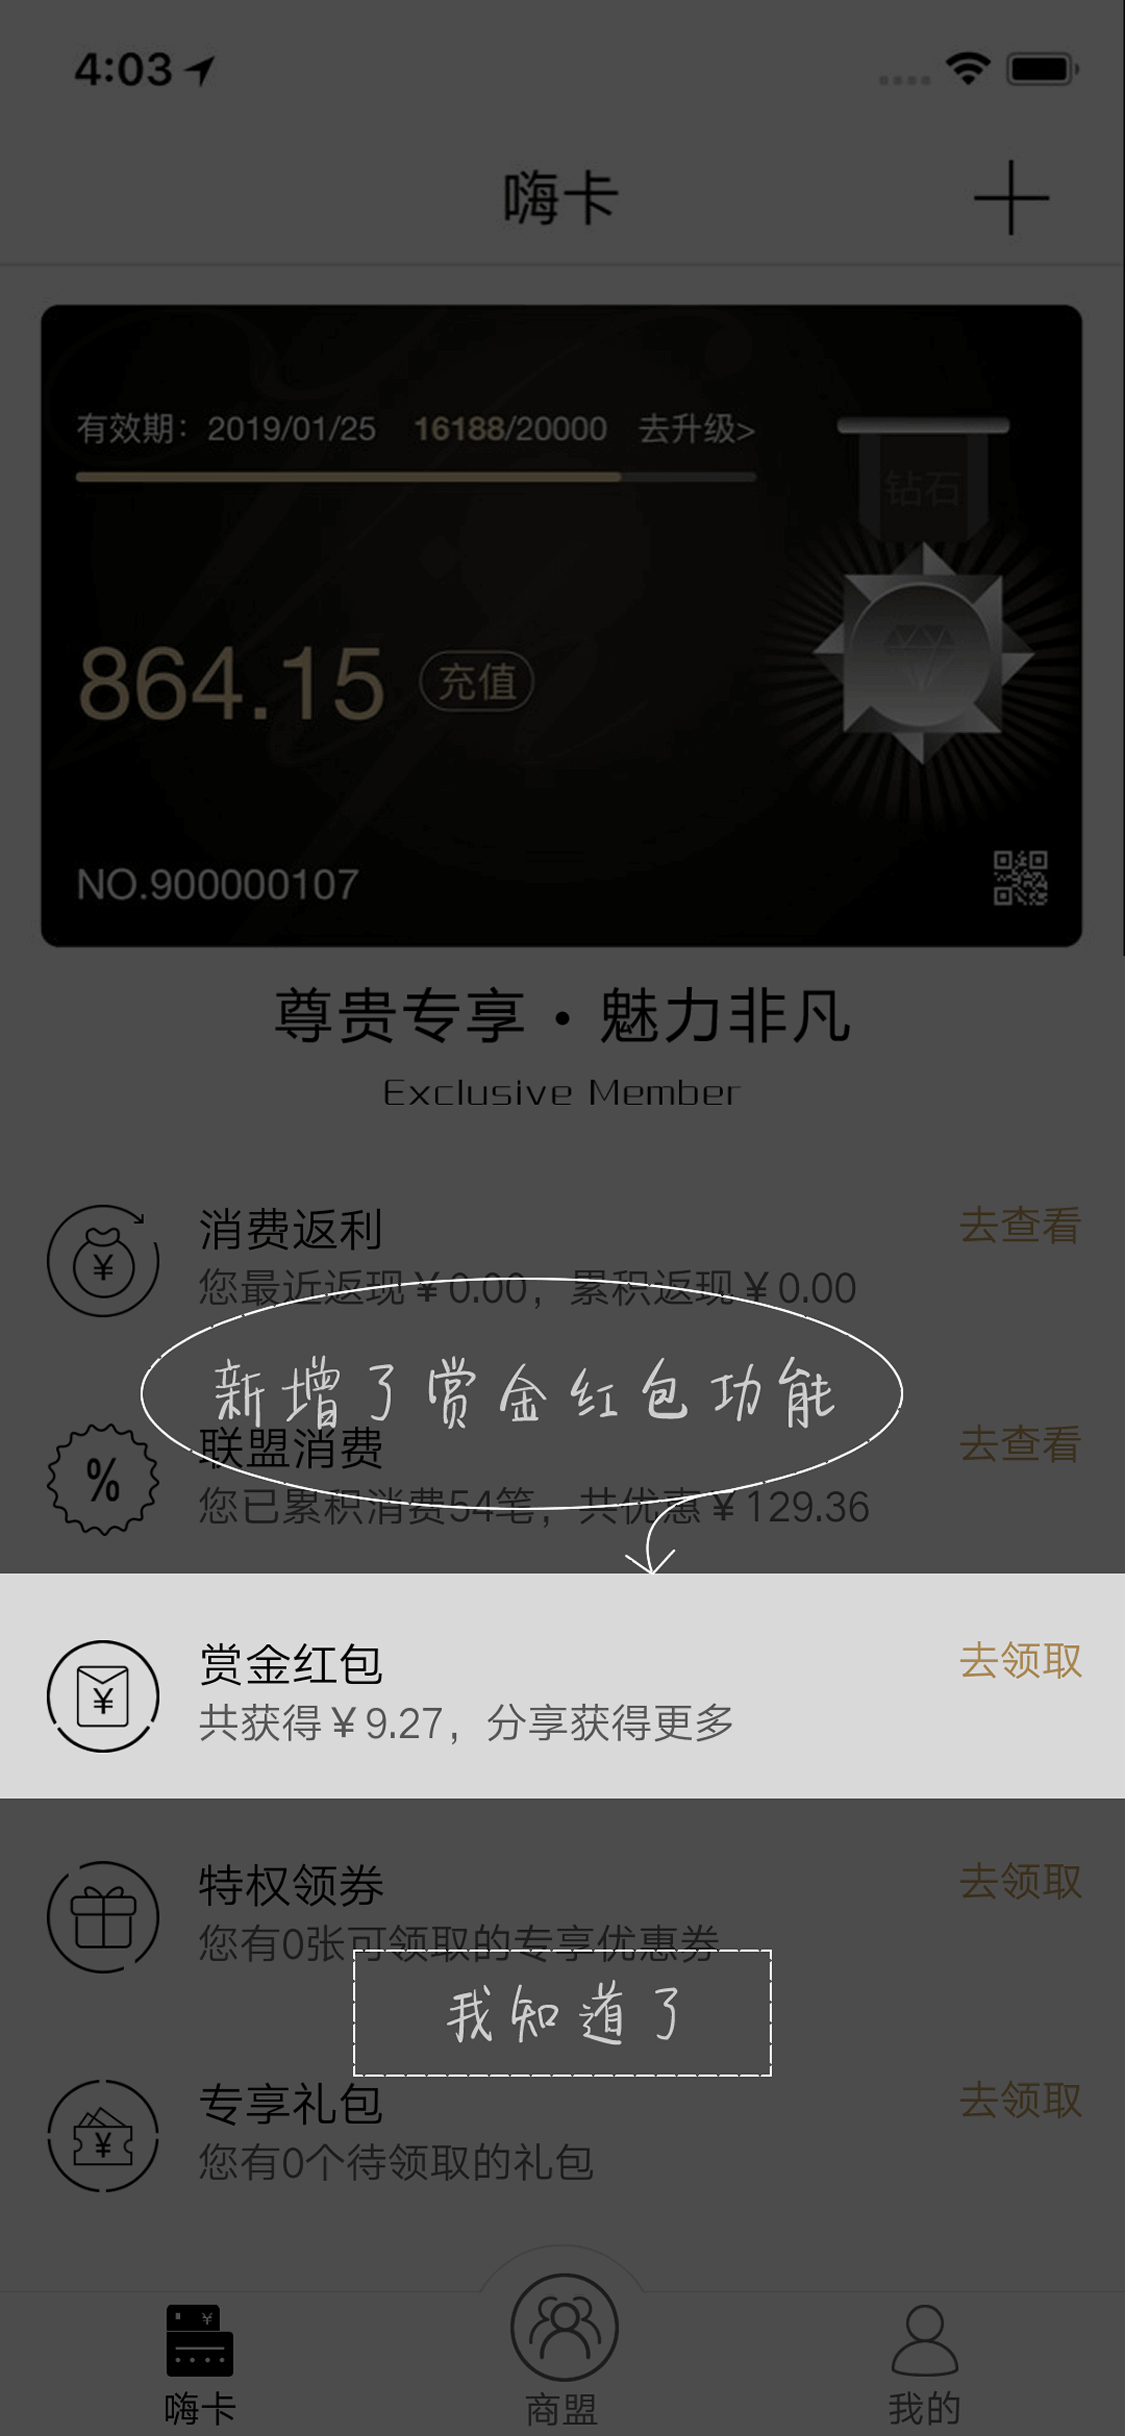 4:03
嗨卡
有效期：2019/01/25 16188/20000 去升级>
钻石
864.15 充值
NO.900000107
尊贵专享·魅力非凡
Exclusive Member
消费返利 去查看
您最近返现￥0.00，累积返现￥0.00
新增了赏金红包功能
联盟消费 去查看
您已累积消费54笔，共优惠￥129.36
赏金红包 去领取
共获得￥9.27，分享获得更多
特权领券 去领取
您有0张可领取的专享优惠券
我知道了
专享礼包 去领取
您有0个待领取的礼包
嗨卡 商盟 我的